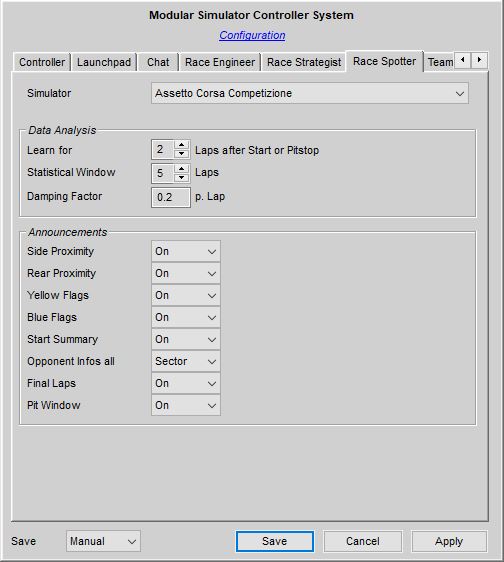 Modular Simulator Controller System
Configuration
Controller Launchpad Chat Race Engineer Race Strategist Race Spotter Team
Simulator Assetto Corsa Competizione
Data Analysis
Learn for 2 Laps after Start or Pitstop
Statistical Window 5 Laps
Damping Factor 0.2 p. Lap
Announcements
Side Proximity On
Rear Proximity On
Yellow Flags On
Blue Flags On
Start Summary On
Opponent Infos all Sector
Final Laps On
Pit Window On
Save Manual Save Cancel Apply